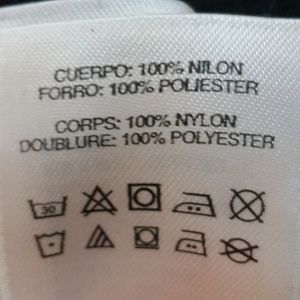 CUERPO: 100% NILON
FORRO: 100% POLIESTER
CORPS: 100% NYLON
DOUBLURE: 100% POLYESTER
30